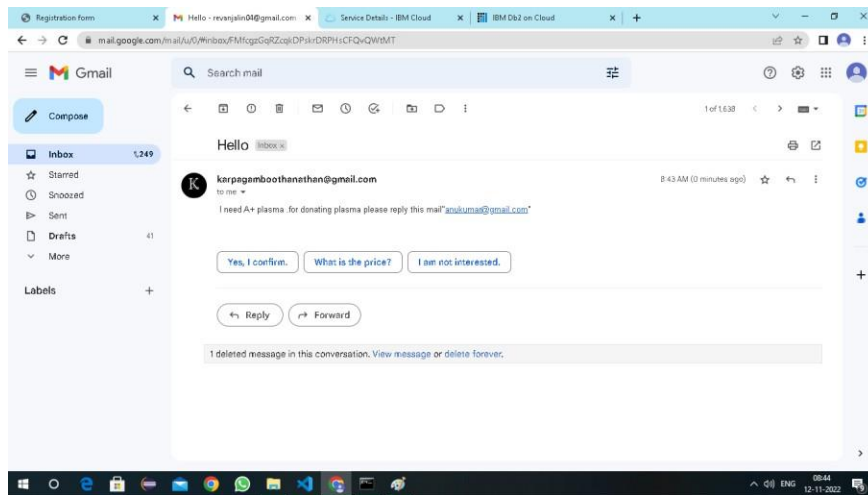 Registration form
Hello - revanjalin04@gmail.com
Service Details - IBM Cloud
IBM Db2 on Cloud
mail.google.com/mail/u/0/#inbox/
Gmail
Search mail
Compose
1 of 1,638
Hello Inbox x
Inbox 1,249
Starred
Snoozed
Sent
Drafts 41
More
Labels
K
karpagamboothanathan@gmail.com
8:43 AM (0 minutes ago)
to me
I need A+ plasma .for donating plasma please reply this mail"anukumar@gmail.com"
Yes, I confirm.
What is the price?
I am not interested.
Reply
Forward
1 deleted message in this conversation. View message or delete forever.
ENG
08:44
12-11-2022